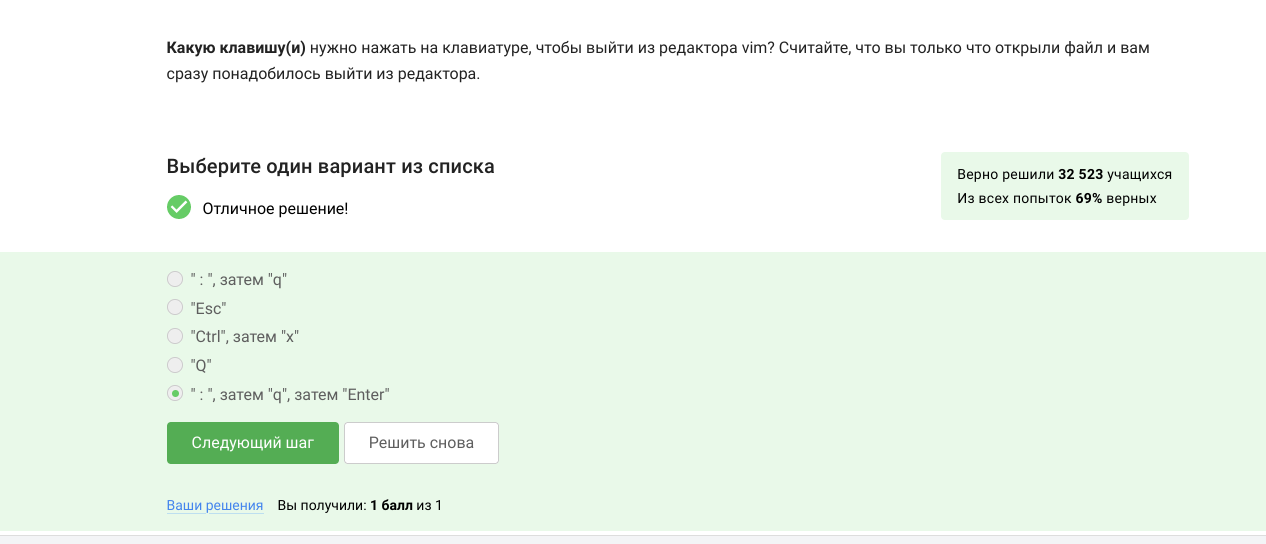 Какую клавишу(и) нужно нажать на клавиатуре, чтобы выйти из редактора vim? Считайте, что вы только что открыли файл и вам
сразу понадобилось выйти из редактора.
Выберите один вариант из списка
Отличное решение!
Верно решили 32 523 учащихся
Из всех попыток 69% верных
" : ", затем "q"
"Esc"
"Ctrl", затем "x"
"Q"
" : ", затем "q", затем "Enter"
Следующий шаг
Решить снова
Ваши решения Вы получили: 1 балл из 1